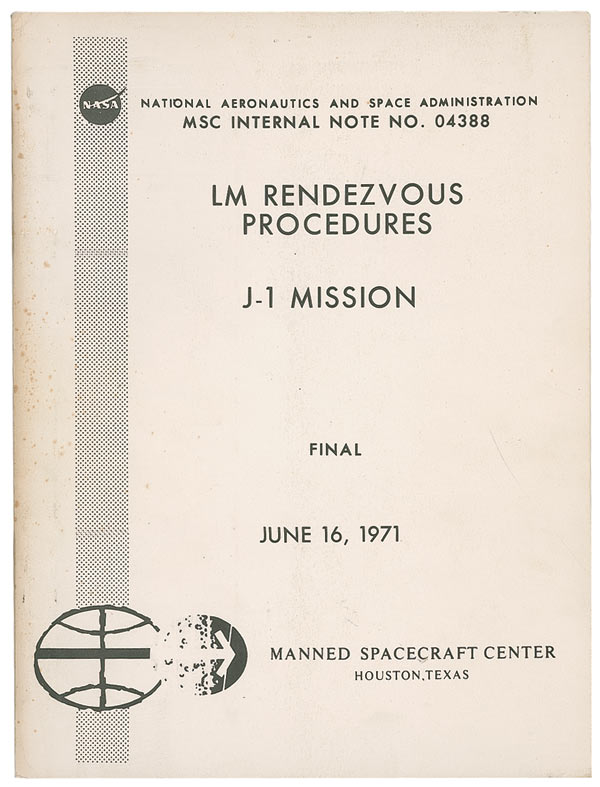 NASA
NATIONAL AERONAUTICS AND SPACE ADMINISTRATION
MSC INTERNAL NOTE NO. 04388
LM RENDEZVOUS
PROCEDURES
J-1 MISSION
FINAL
JUNE 16, 1971
MANNED SPACECRAFT CENTER
HOUSTON, TEXAS